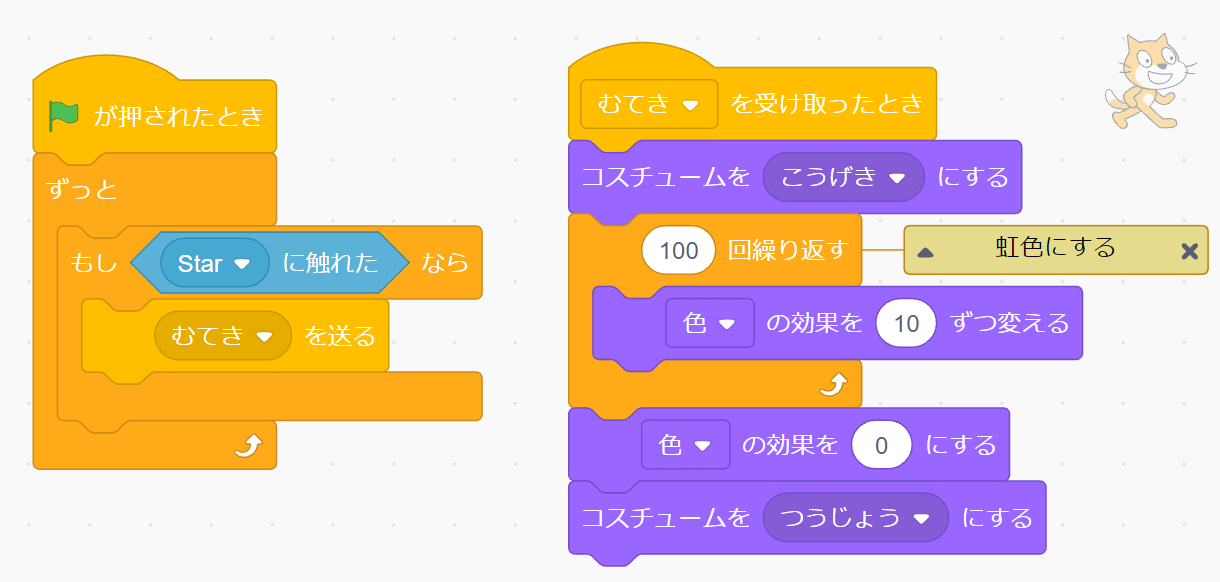 が押されたとき
ずっと
もし Star に触れた なら
むてき を送る
むてき を受け取ったとき
コスチュームを こうげき にする
100 回繰り返す
虹色にする
色 の効果を 10 ずつ変える
色 の効果を 0 にする
コスチュームを つうじょう にする